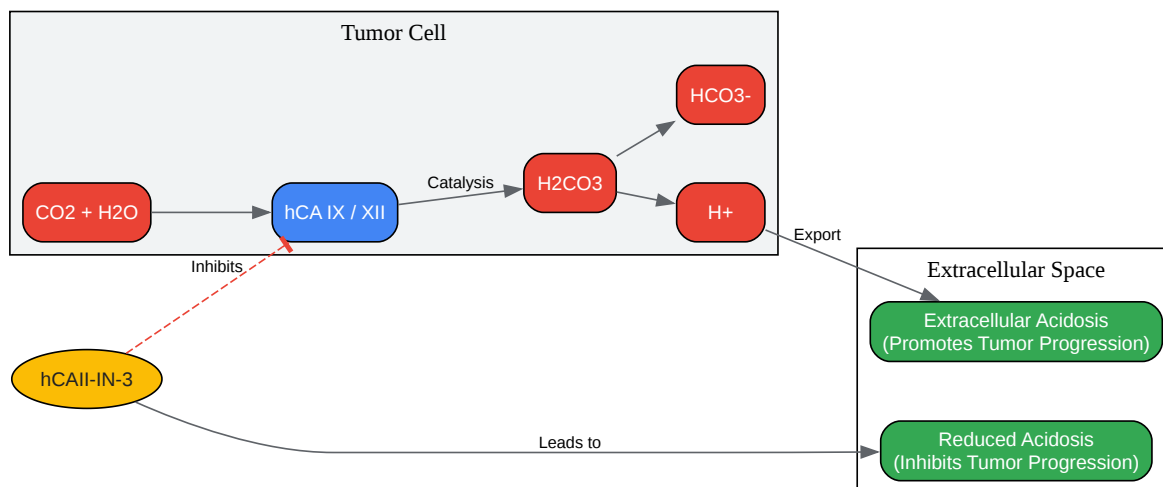 Tumor Cell
HCO3-
Catalysis
H2CO3
CO2 + H2O
hCA IX / XII
H+
Export
Inhibits
Extracellular Space
Extracellular Acidosis
(Promotes Tumor Progression)
hCAII-IN-3
Leads to
Reduced Acidosis
(Inhibits Tumor Progression)